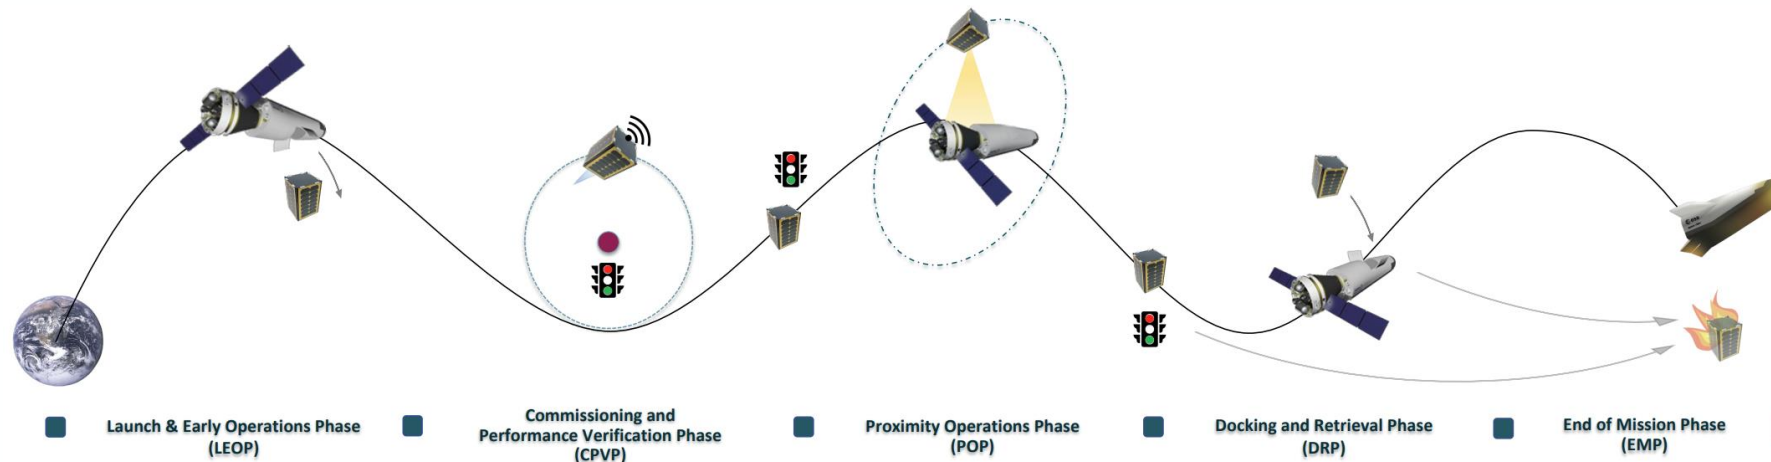 Launch & Early Operations Phase
(LEOP)
Commissioning and
Performance Verification Phase
(CPVP)
Proximity Operations Phase
(POP)
Docking and Retrieval Phase
(DRP)
End of Mission Phase
(EMP)